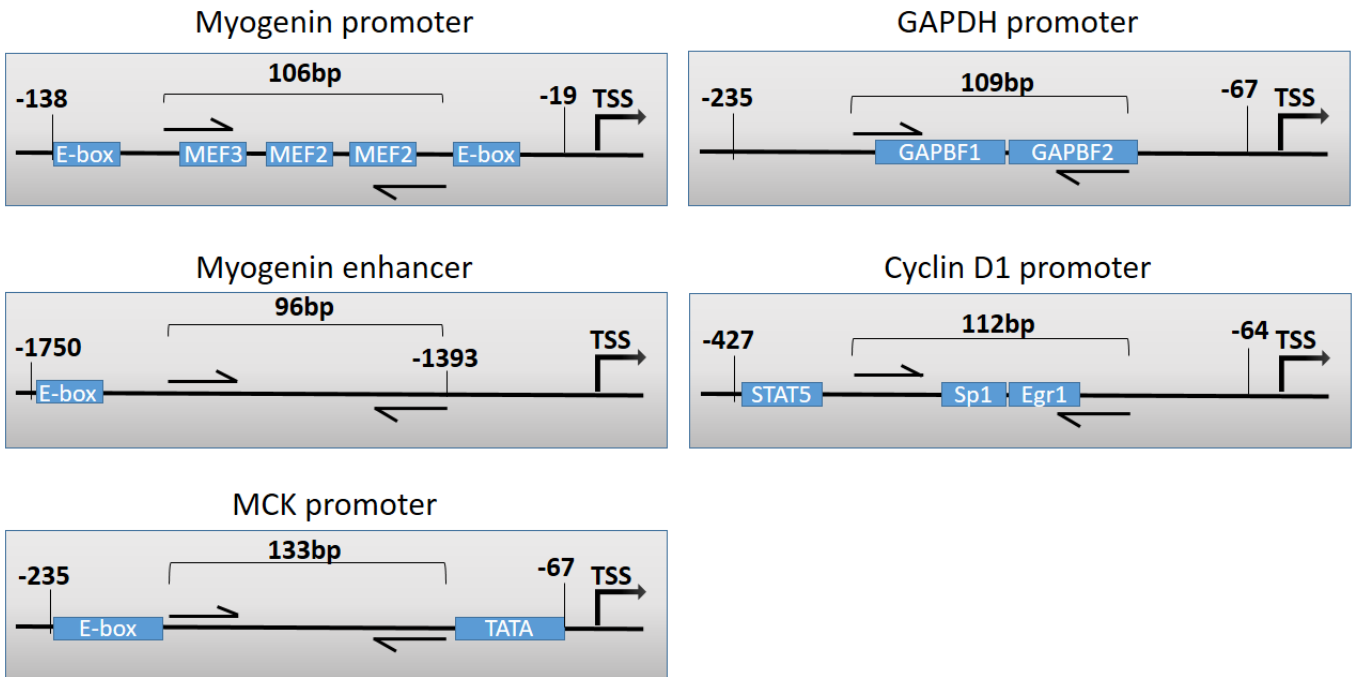 Myogenin promoter
106bp
-138
-19
TSS
E-box
MEF3
MEF2
MEF2
E-box
GAPDH promoter
109bp
-235
-67
TSS
GAPBF1
GAPBF2
Myogenin enhancer
96bp
-1750
-1393
TSS
E-box
Cyclin D1 promoter
112bp
-427
-64
TSS
STAT5
Sp1
Egr1
MCK promoter
133bp
-235
-67
TSS
E-box
TATA